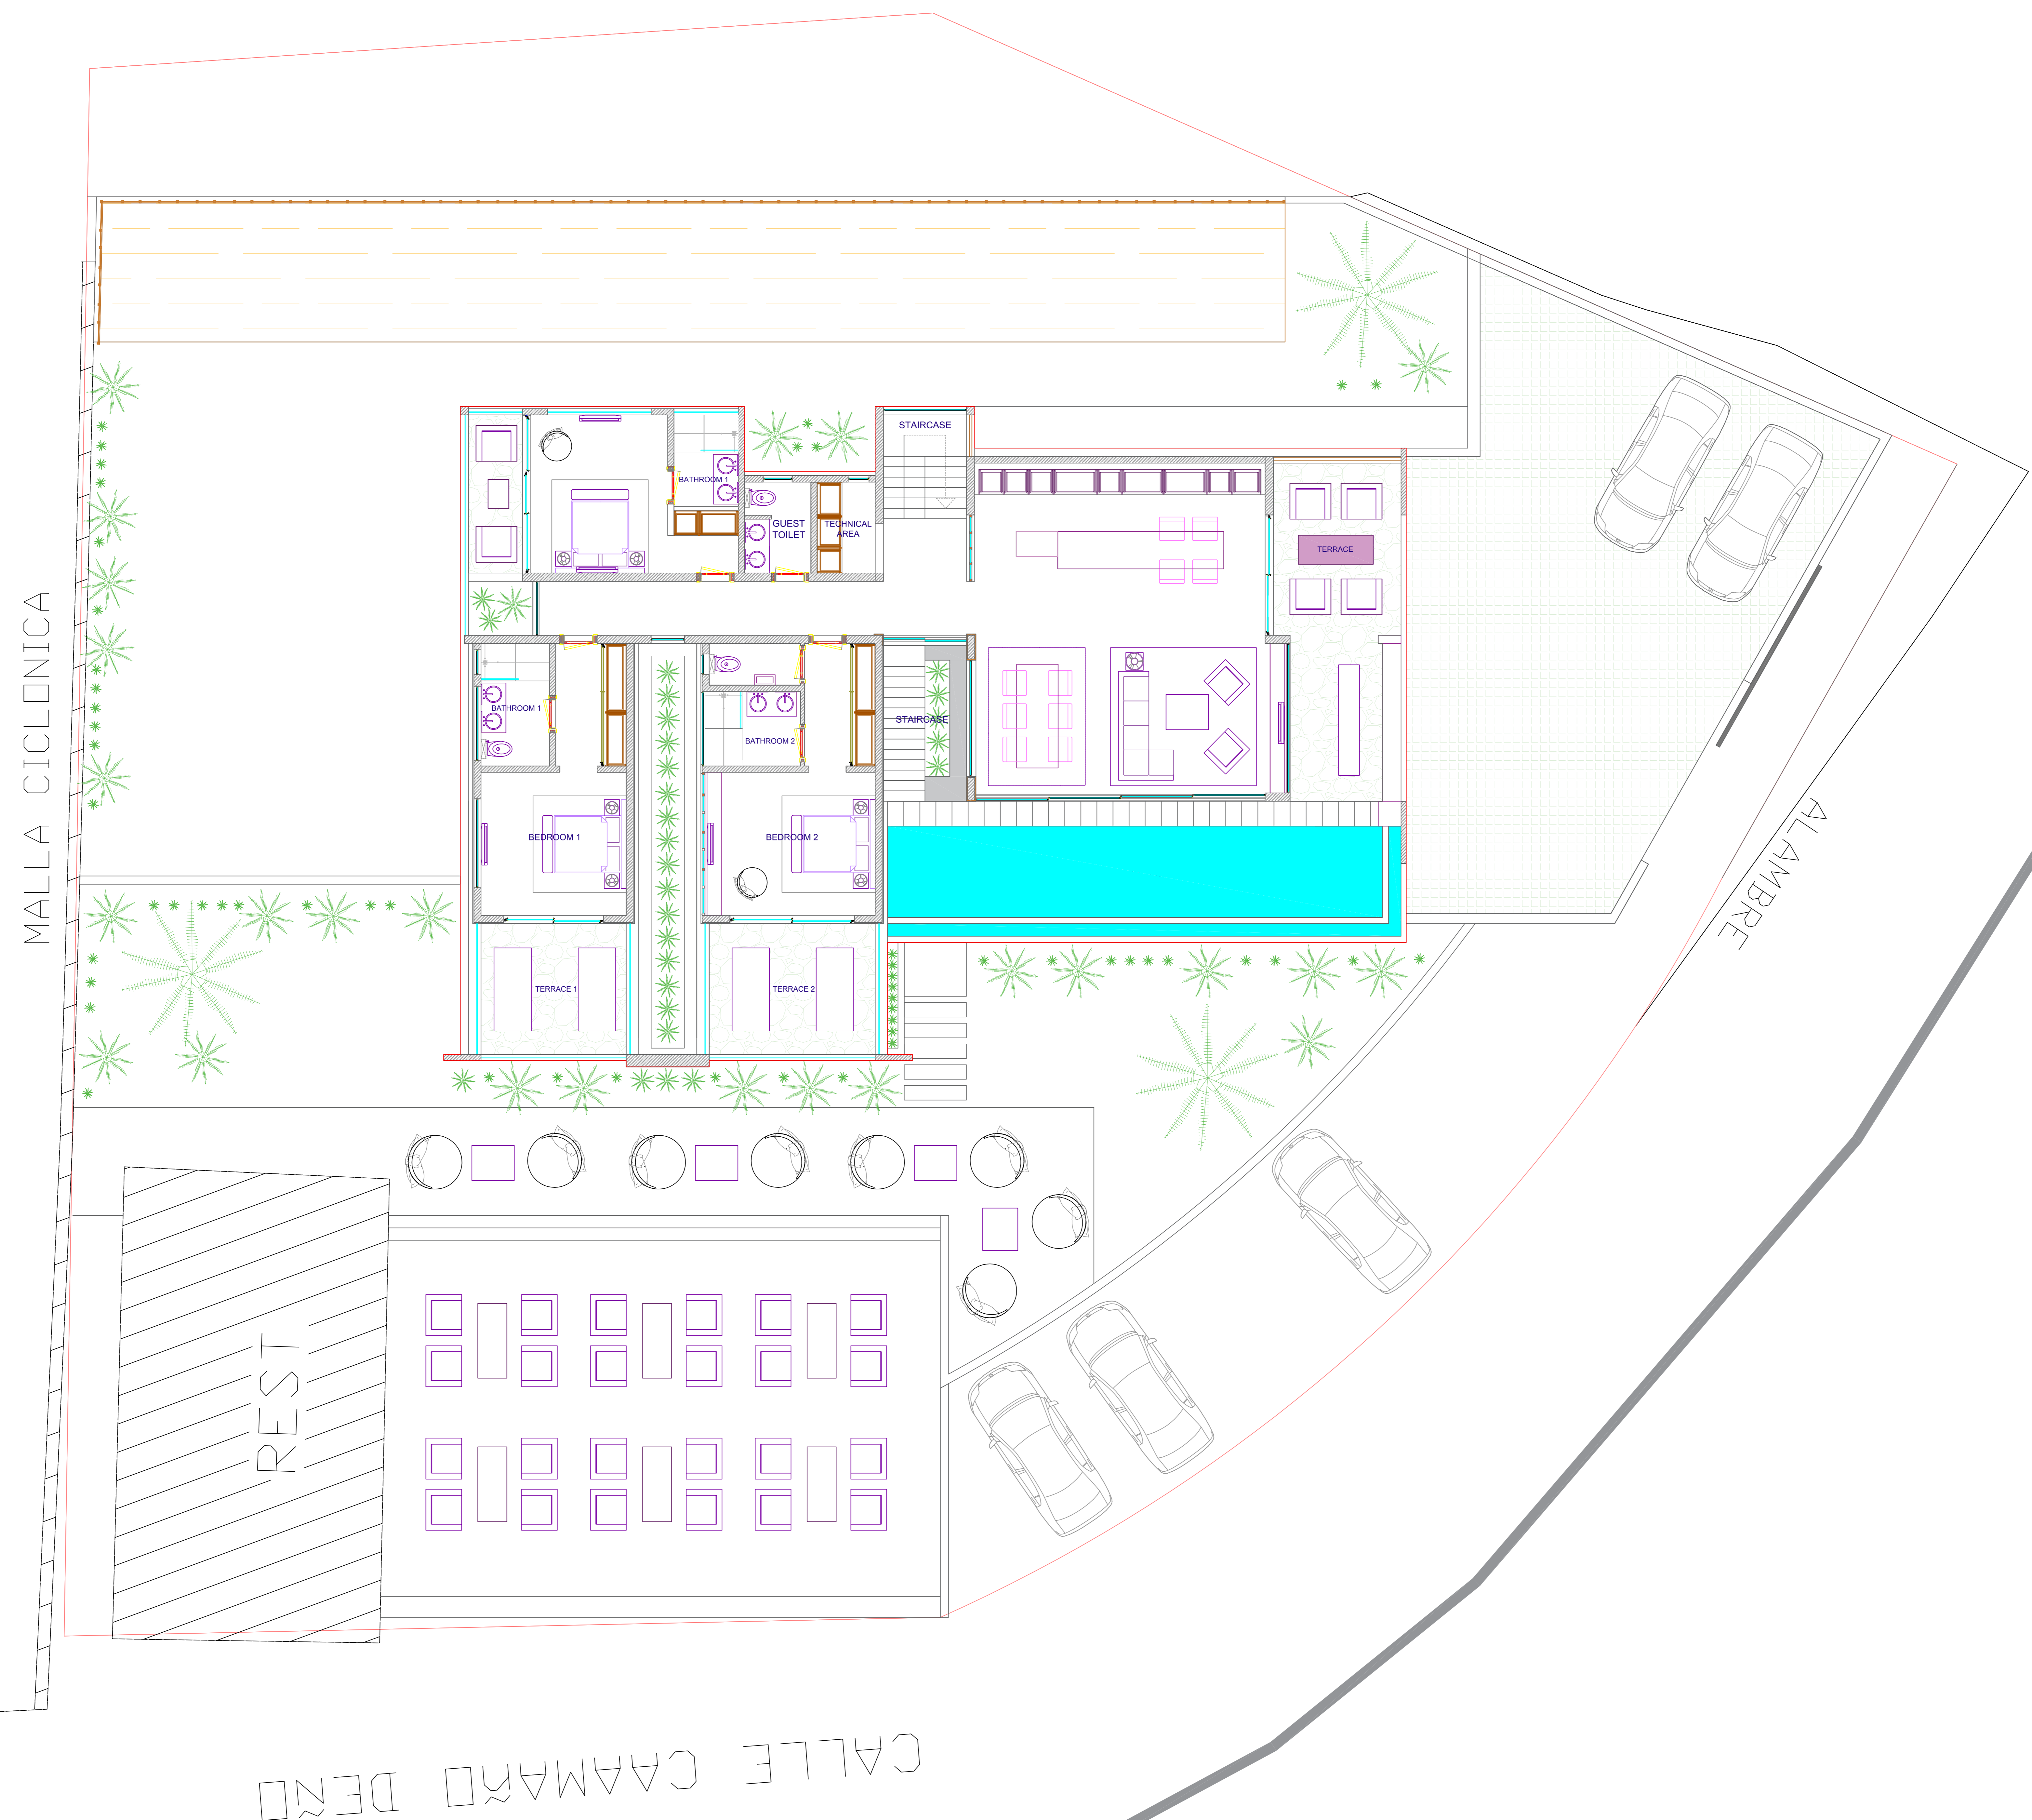 STAIRCASE
BATHROOM 1
GUEST
TOILET
TECHNICAL
AREA
TERRACE
MALLA CICLONICA
BATHROOM 1
BATHROOM 2
STAIRCASE
BEDROOM 1
BEDROOM 2
ALAMBRE
TERRACE 1
TERRACE 2
REST
CALLE CAAMAÑO DEÑO